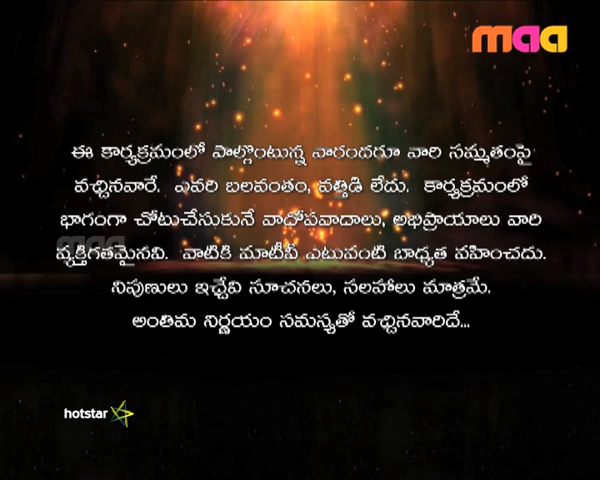 maa
ఈ కార్యక్రమంలో పాల్గొంటున్న వారందరూ వారి సమ్మతంపై
వచ్చినవారే. ఎవరి బలవంతం, వత్తిడి లేదు. కార్యక్రమంలో
భాగంగా చోటుచేసుకునే వాదోపవాదాలు, అభిప్రాయాలు వారి
వ్యక్తిగతమైనవి. వాటికి మాటీవీ ఎటువంటి బాధ్యత వహించదు.
నిపుణులు ఇచ్చేవి సూచనలు, సలహాలు మాత్రమే.
అంతిమ నిర్ణయం సమస్యతో వచ్చినవారిదే...
hotstar